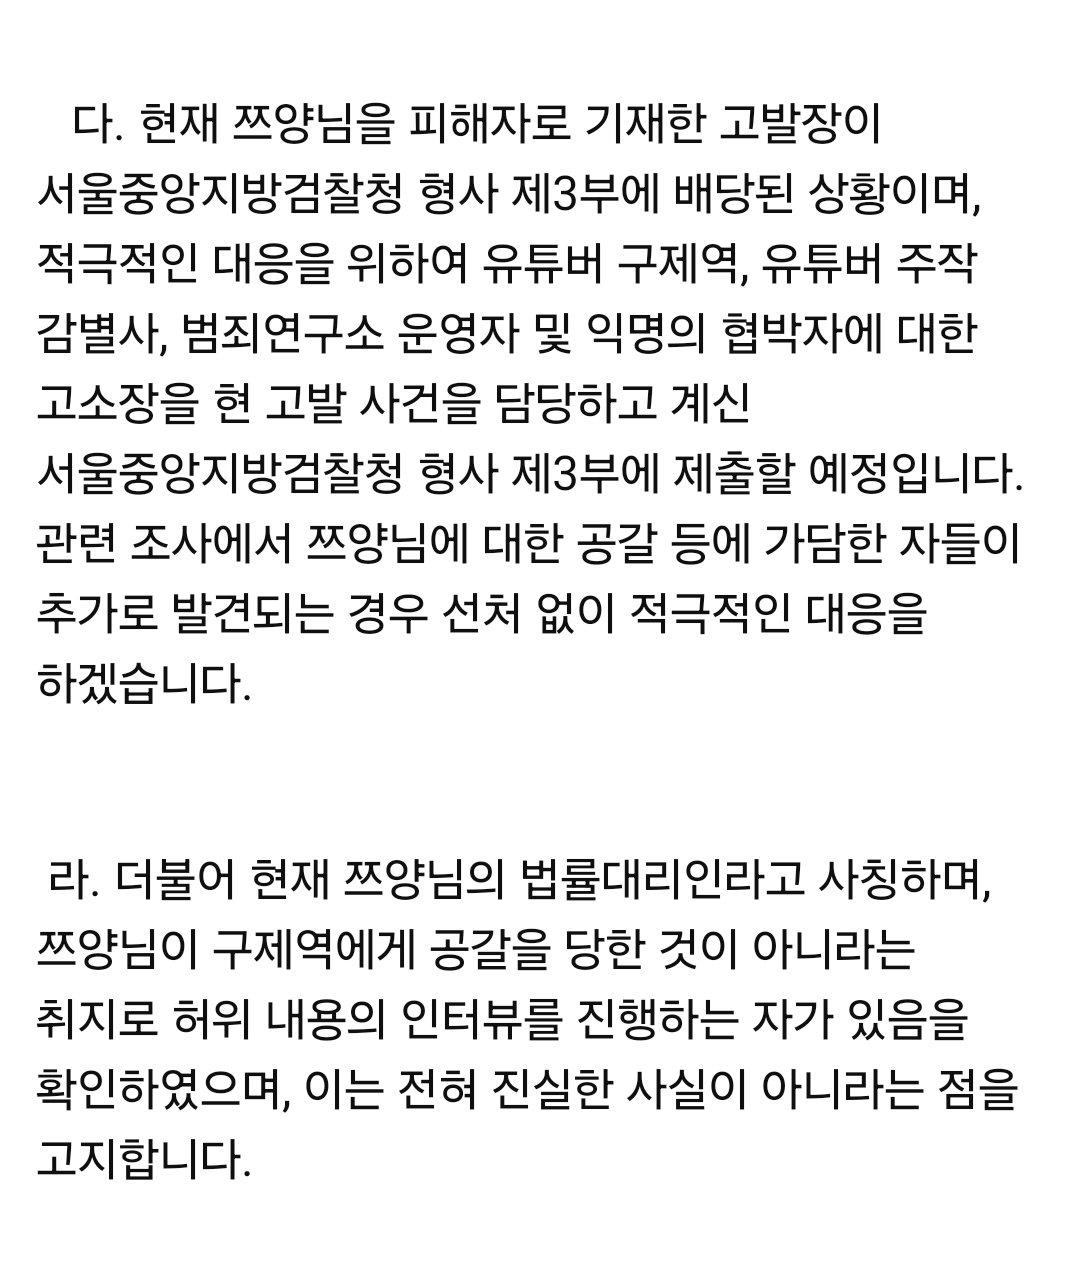 다. 현재 쯔양님을 피해자로 기재한 고발장이
서울중앙지방검찰청 형사 제3부에 배당된 상황이며,
적극적인 대응을 위하여 유튜버 구제역, 유튜버 주작
감별사, 범죄연구소 운영자 및 익명의 협박자에 대한
고소장을 현 고발 사건을 담당하고 계신
서울중앙지방검찰청 형사 제3부에 제출할 예정입니다.
관련 조사에서 쯔양님에 대한 공갈 등에 가담한 자들이
추가로 발견되는 경우 선처 없이 적극적인 대응을
하겠습니다.
라. 더불어 현재 쯔양님의 법률대리인라고 사칭하며,
쯔양님이 구제역에게 공갈을 당한 것이 아니라는
취지로 허위 내용의 인터뷰를 진행하는 자가 있음을
확인하였으며, 이는 전혀 진실한 사실이 아니라는 점을
고지합니다.